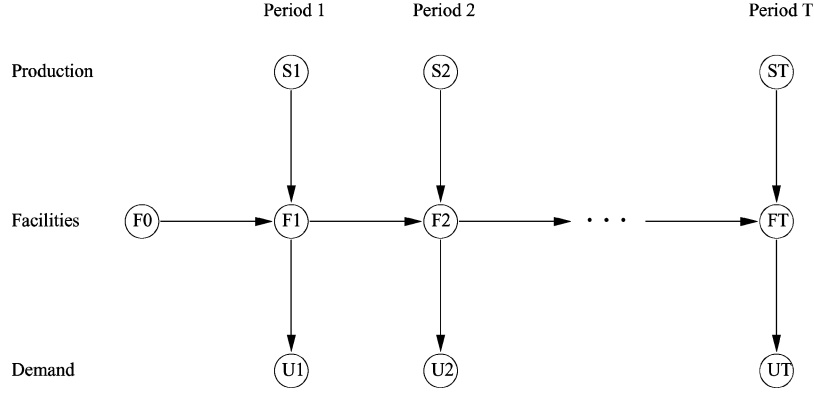 Period 1 Period 2 Period T
Production S1 S2 ST
Facilities F0 F1 F2 . . . FT
Demand U1 U2 UT